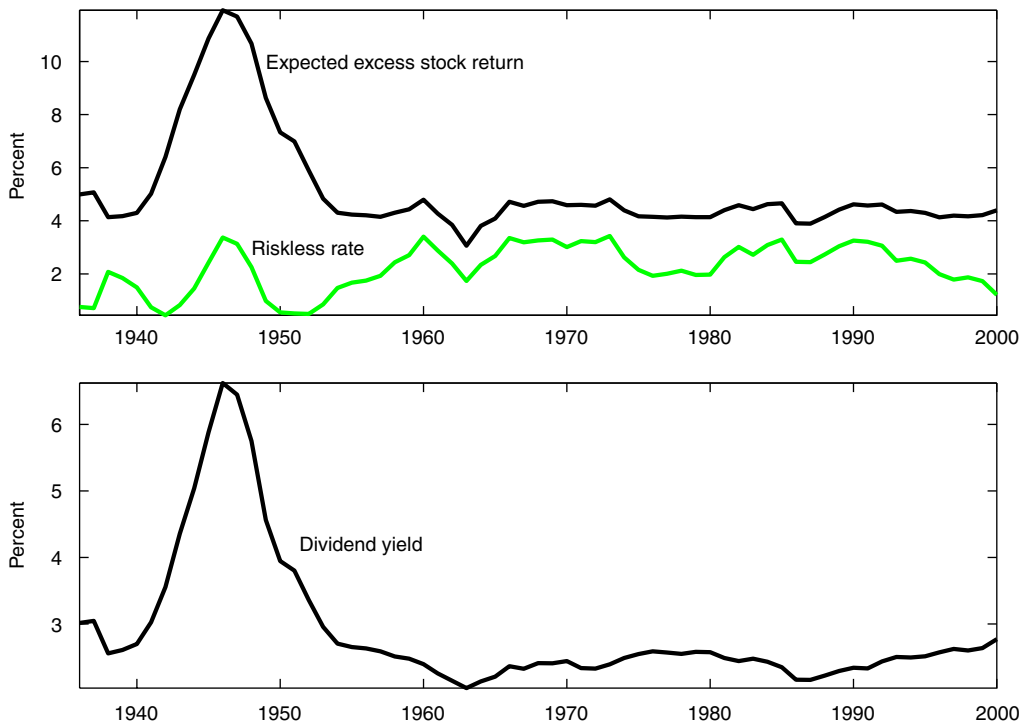 Percent
10
8
6
4
2
Expected excess stock return
Riskless rate
1940 1950 1960 1970 1980 1990 2000
Percent
6
5
4
3
Dividend yield
1940 1950 1960 1970 1980 1990 2000